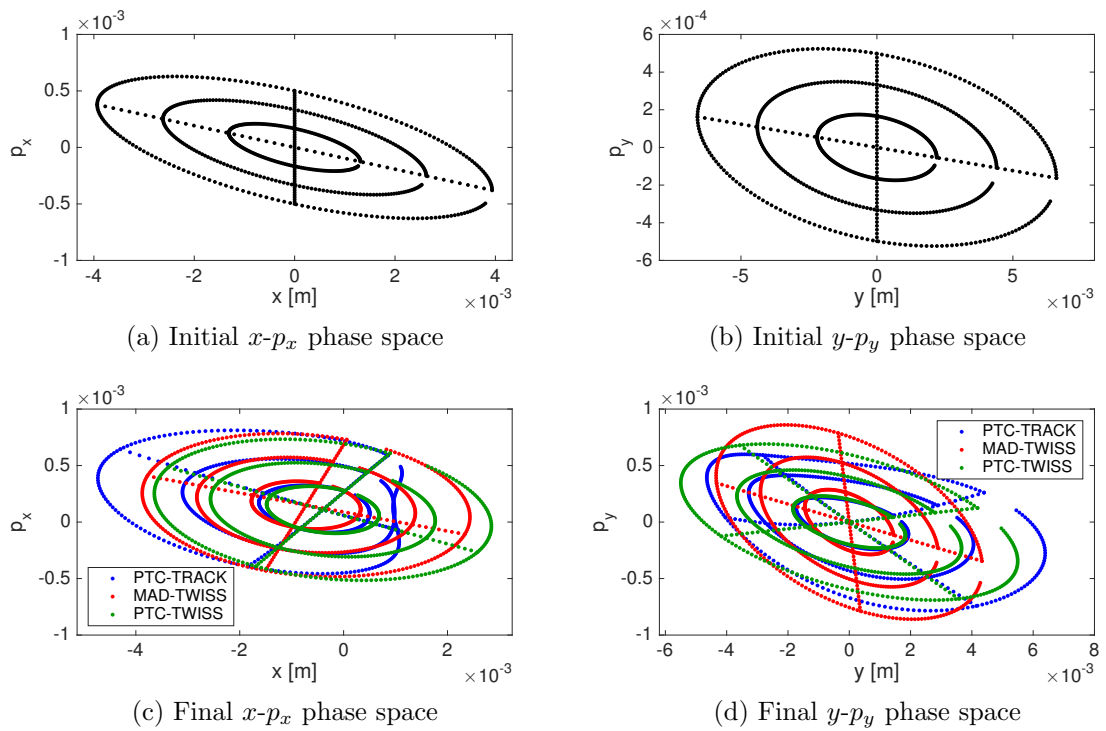 ×10⁻³
1
0.5
0
-0.5
-1
p_x
-4 -2 0 2 4
x [m]
×10⁻³
(a) Initial x-p_x phase space
×10⁻⁴
6
4
2
0
-2
-4
-6
p_y
-5 0 5
y [m]
×10⁻³
(b) Initial y-p_y phase space
×10⁻³
1
0.5
0
-0.5
-1
p_x
PTC-TRACK
MAD-TWISS
PTC-TWISS
-4 -2 0 2
x [m]
×10⁻³
(c) Final x-p_x phase space
×10⁻³
1
0.5
0
-0.5
-1
p_y
PTC-TRACK
MAD-TWISS
PTC-TWISS
-6 -4 -2 0 2 4 6 8
y [m]
×10⁻³
(d) Final y-p_y phase space